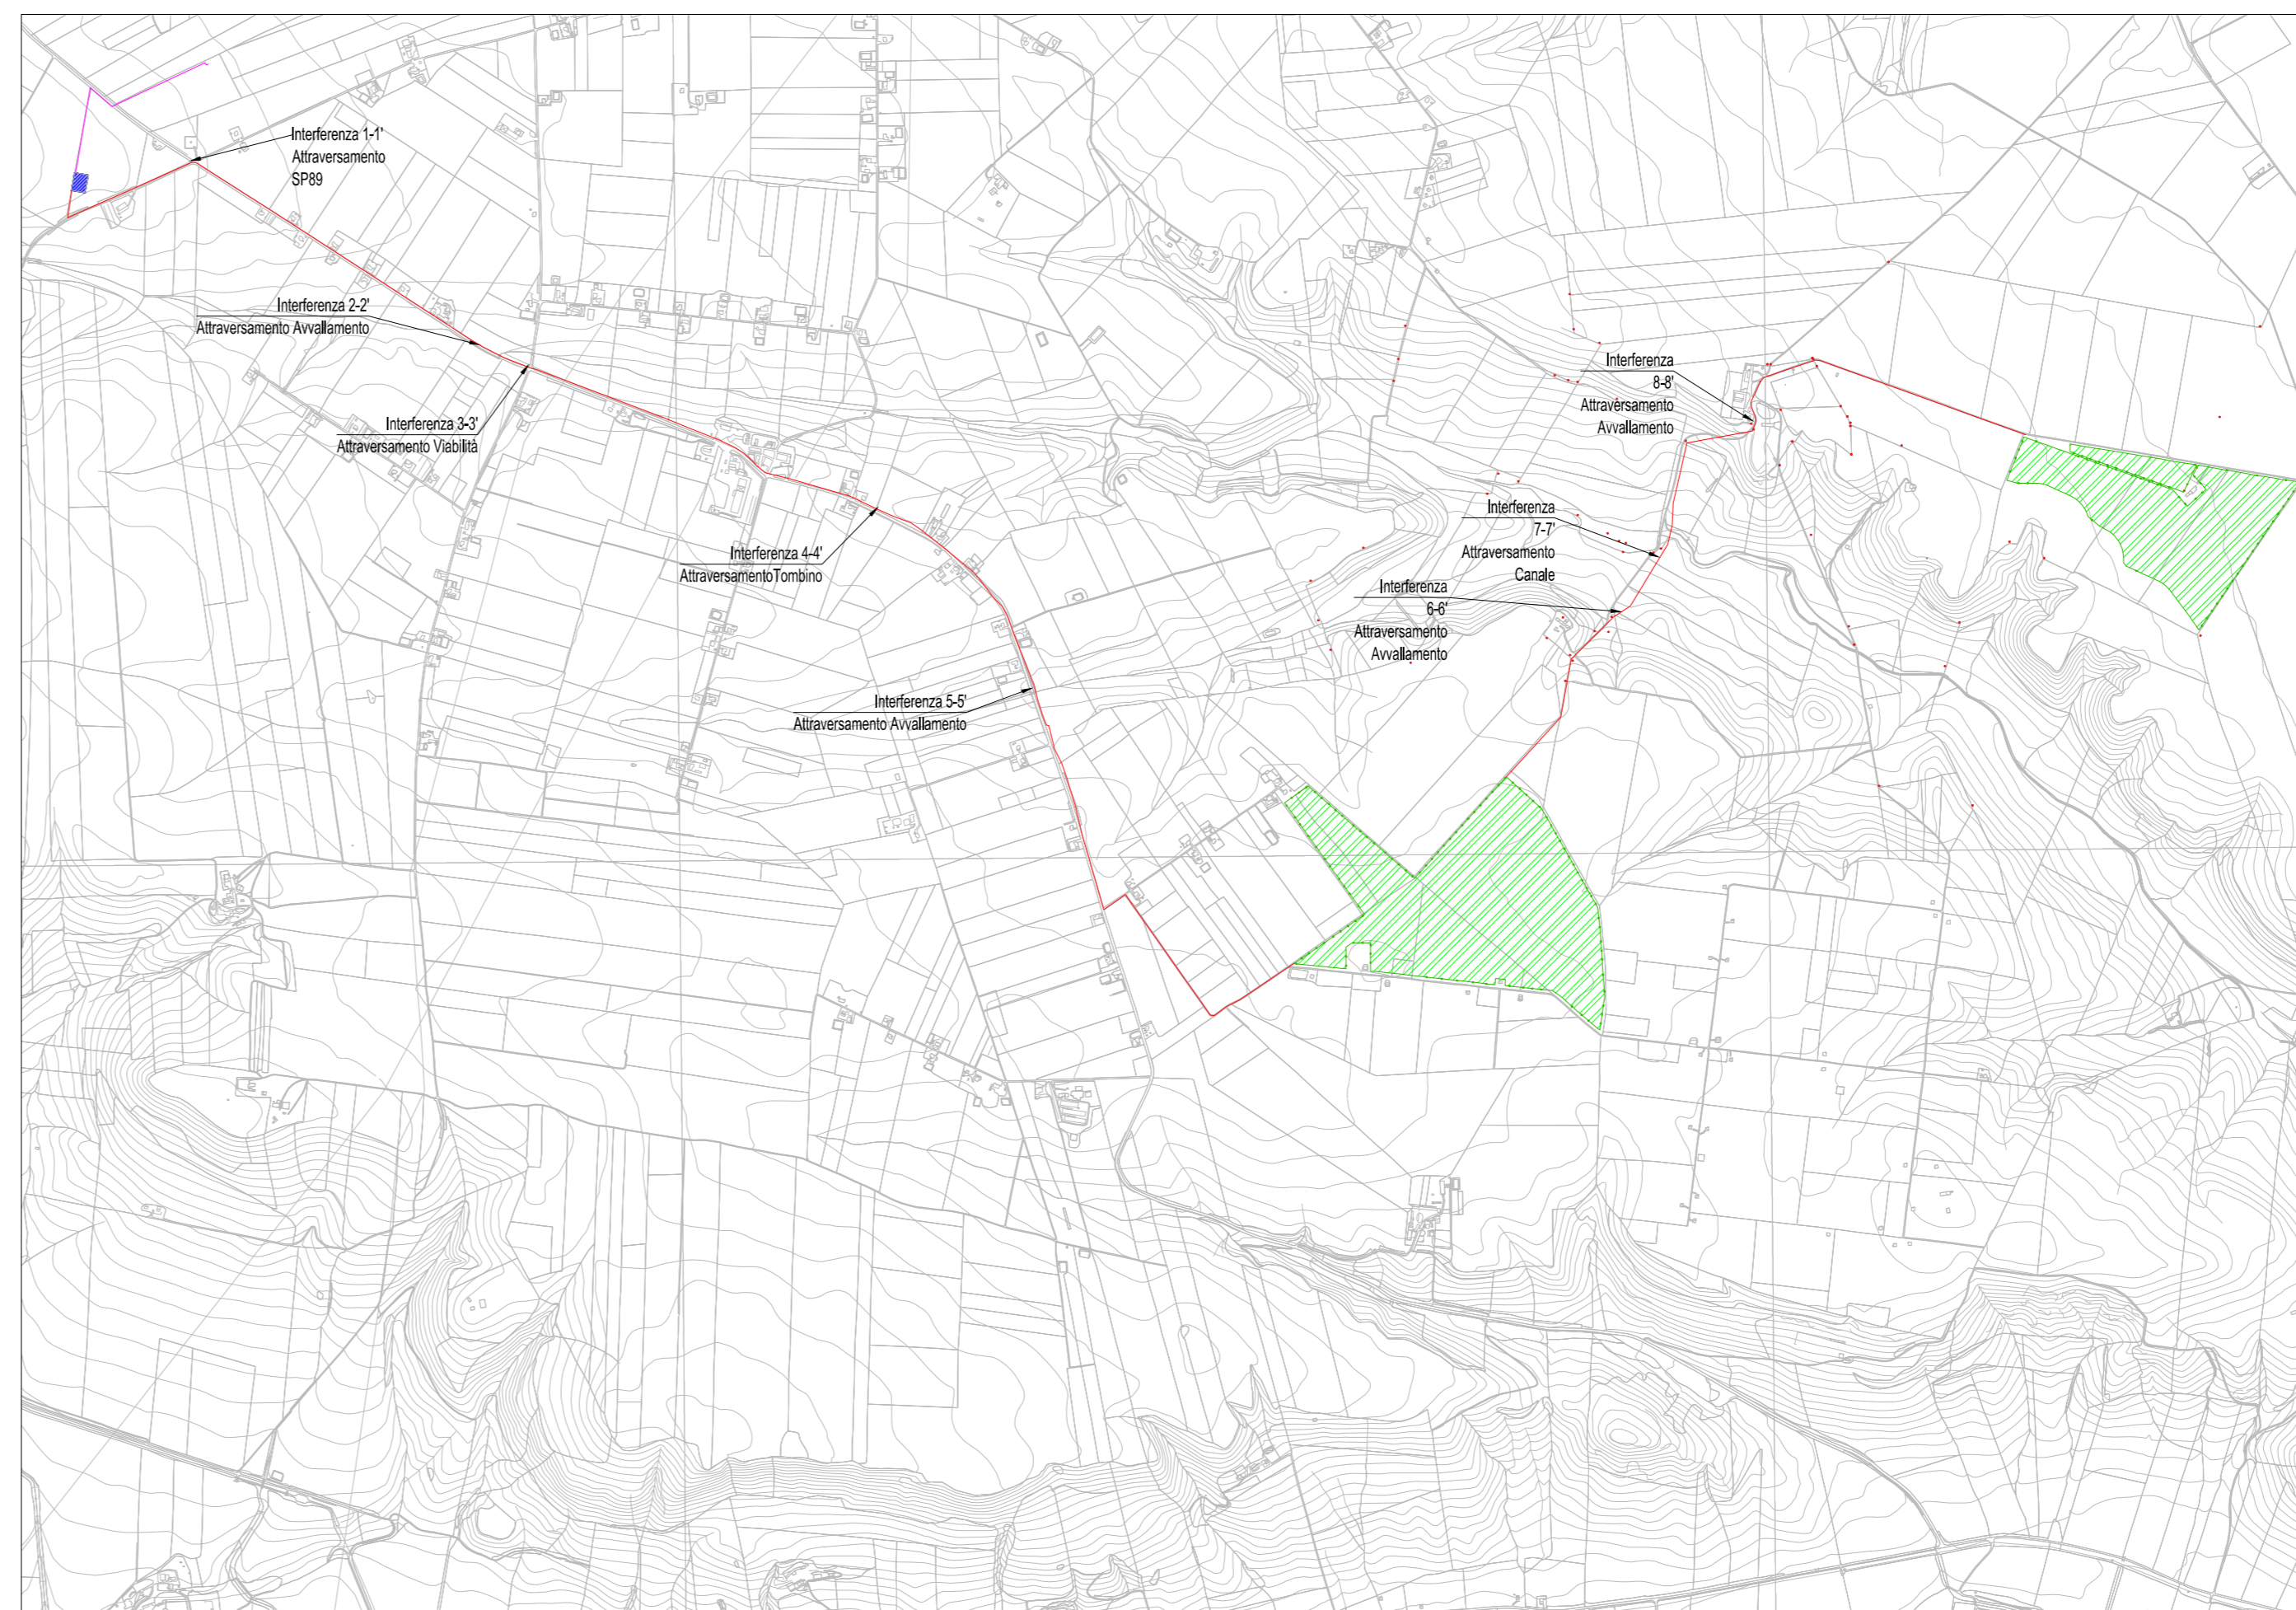 Interferenza 1-1'
Attraversamento
SP89
Interferenza 2-2'
Attraversamento Avvallamento
Interferenza 3-3'
Attraversamento Viabilità
Interferenza 4-4'
AttraversamentoTombino
Interferenza 5-5'
Attraversamento Avvallamento
Interferenza
6-6'
Attraversamento
Avvallamento
Interferenza
7-7'
Attraversamento
Canale
Interferenza
8-8'
Attraversamento
Avvallamento